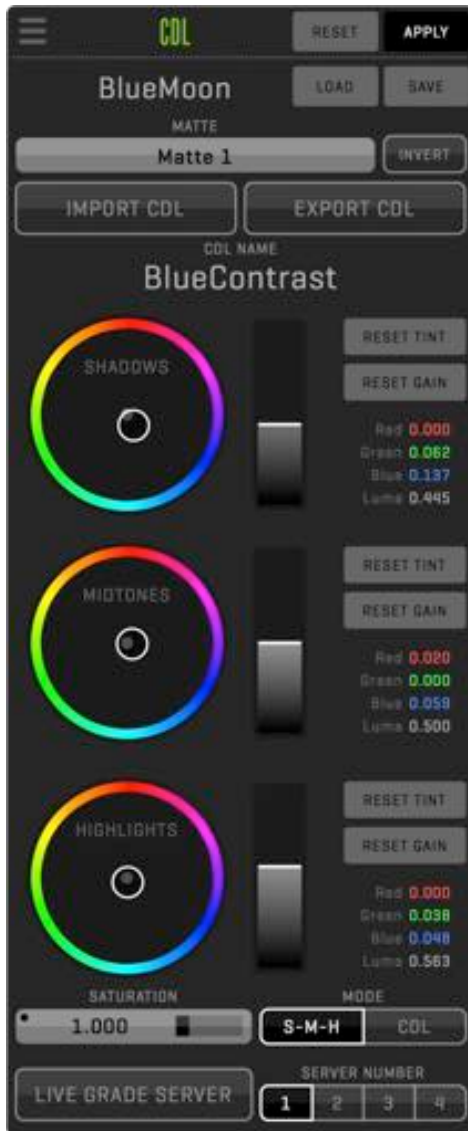 CDL RESET APPLY
BlueMoon LOAD SAVE
MATTE
Matte 1 INVERT
IMPORT CDL EXPORT CDL
CDL NAME
BlueContrast
SHADOWS
RESET TINT
RESET GAIN
Red 0.000
Green 0.062
Blue 0.137
Luma 0.445
MIDTONES
RESET TINT
RESET GAIN
Red 0.020
Green 0.000
Blue 0.059
Luma 0.500
HIGHLIGHTS
RESET TINT
RESET GAIN
Red 0.000
Green 0.038
Blue 0.048
Luma 0.563
SATURATION MODE
1.000 S-M-H COL
SERVER NUMBER
LIVE GRADE SERVER 1 2 3 4